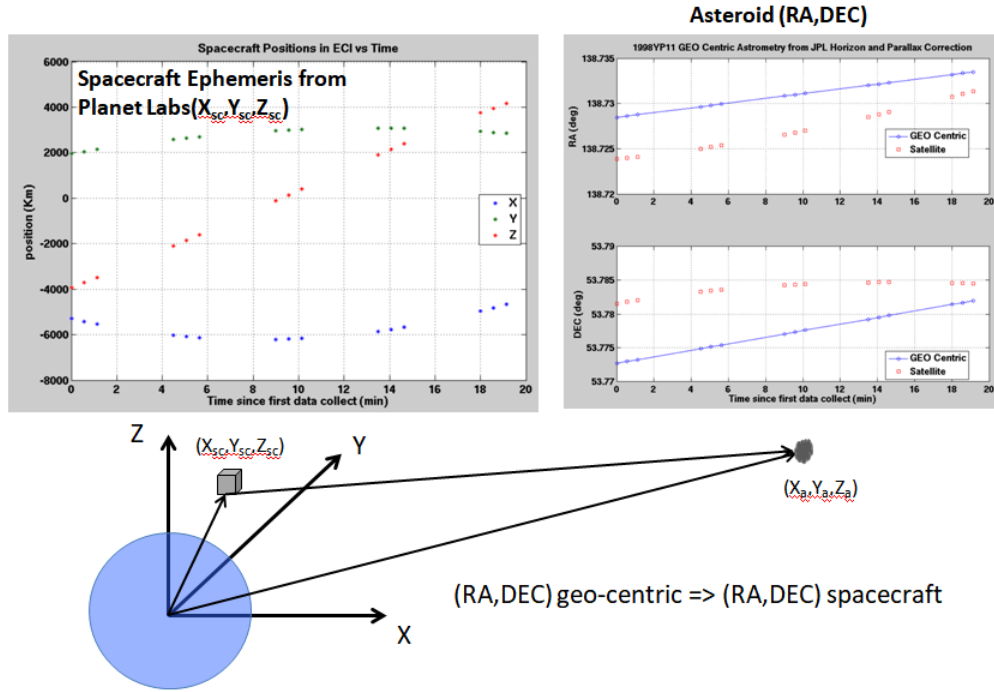 Asteroid (RA,DEC)
Spacecraft Positions in ECI vs Time
Spacecraft Ephemeris from
Planet Labs(Xsc,Ysc,Zsc)
6000
4000
2000
0
-2000
-4000
-6000
-8000
position (Km)
X
Y
Z
0 2 4 6 8 10 12 14 16 18 20
Time since first data collect (min)
1998YP11 GEO Centric Astrometry from JPL Horizon and Parallax Correction
138.735
138.73
138.725
138.72
RA (deg)
GEO Centric
Satellite
0 2 4 6 8 10 12 14 16 18 20
53.79
53.785
53.78
53.775
53.77
DEC (deg)
GEO Centric
Satellite
0 2 4 6 8 10 12 14 16 18 20
Time since first data collect (min)
Z
(Xsc,Ysc,Zsc)
Y
(Xa,Ya,Za)
(RA,DEC) geo-centric => (RA,DEC) spacecraft
X